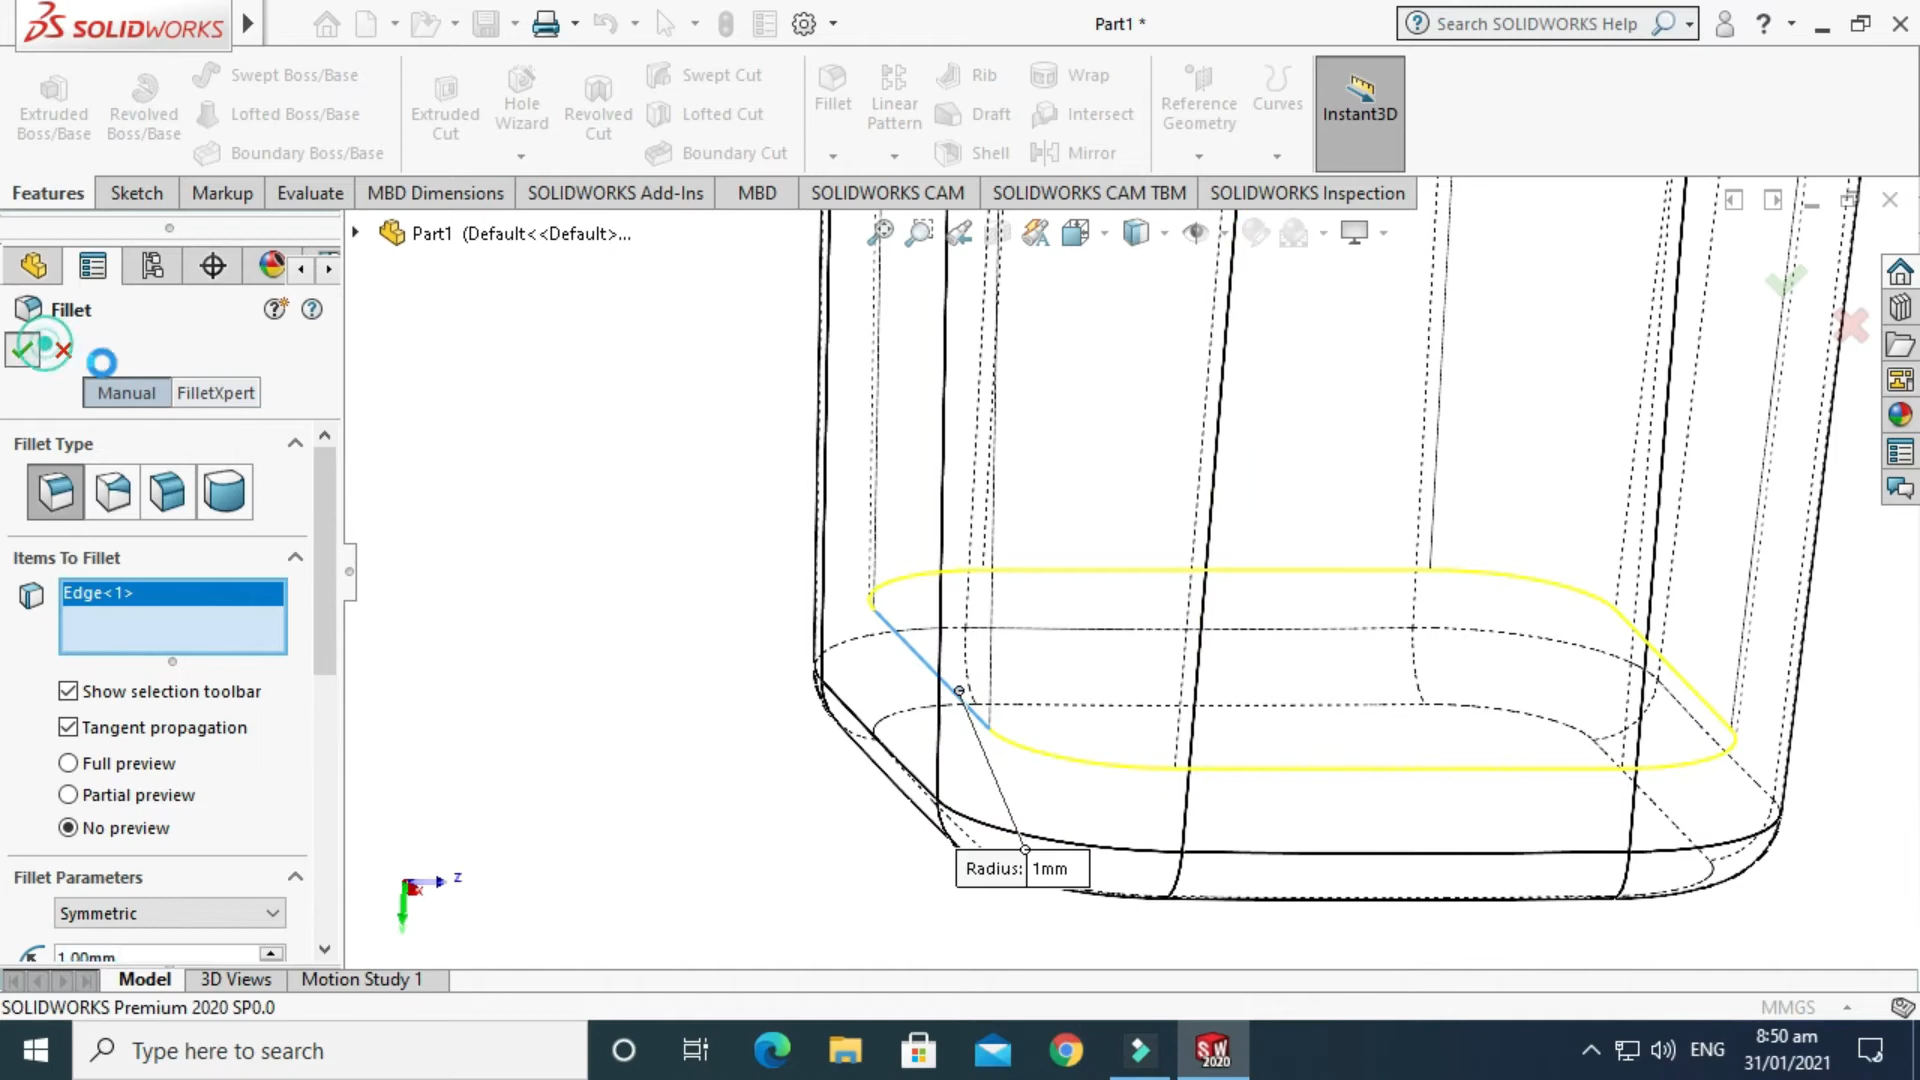 SOLIDWORKS
Part1 *
Search SOLIDWORKS Help
Extruded Boss/Base
Revolved Boss/Base
Swept Boss/Base
Lofted Boss/Base
Boundary Boss/Base
Extruded Cut
Hole Wizard
Revolved Cut
Swept Cut
Lofted Cut
Boundary Cut
Fillet
Linear Pattern
Rib
Draft
Shell
Wrap
Intersect
Mirror
Reference Geometry
Curves
Instant3D
Features
Sketch
Markup
Evaluate
MBD Dimensions
SOLIDWORKS Add-Ins
MBD
SOLIDWORKS CAM
SOLIDWORKS CAM TBM
SOLIDWORKS Inspection
Part1 (Default<<Default>...
Fillet
Manual
FilletXpert
Fillet Type
Items To Fillet
Edge<1>
Show selection toolbar
Tangent propagation
Full preview
Partial preview
No preview
Fillet Parameters
Symmetric
1.00mm
Radius: 1mm
z
x
Model
3D Views
Motion Study 1
SOLIDWORKS Premium 2020 SP0.0
MMGS
Type here to search
SW
2020
ENG
8:50 am
31/01/2021